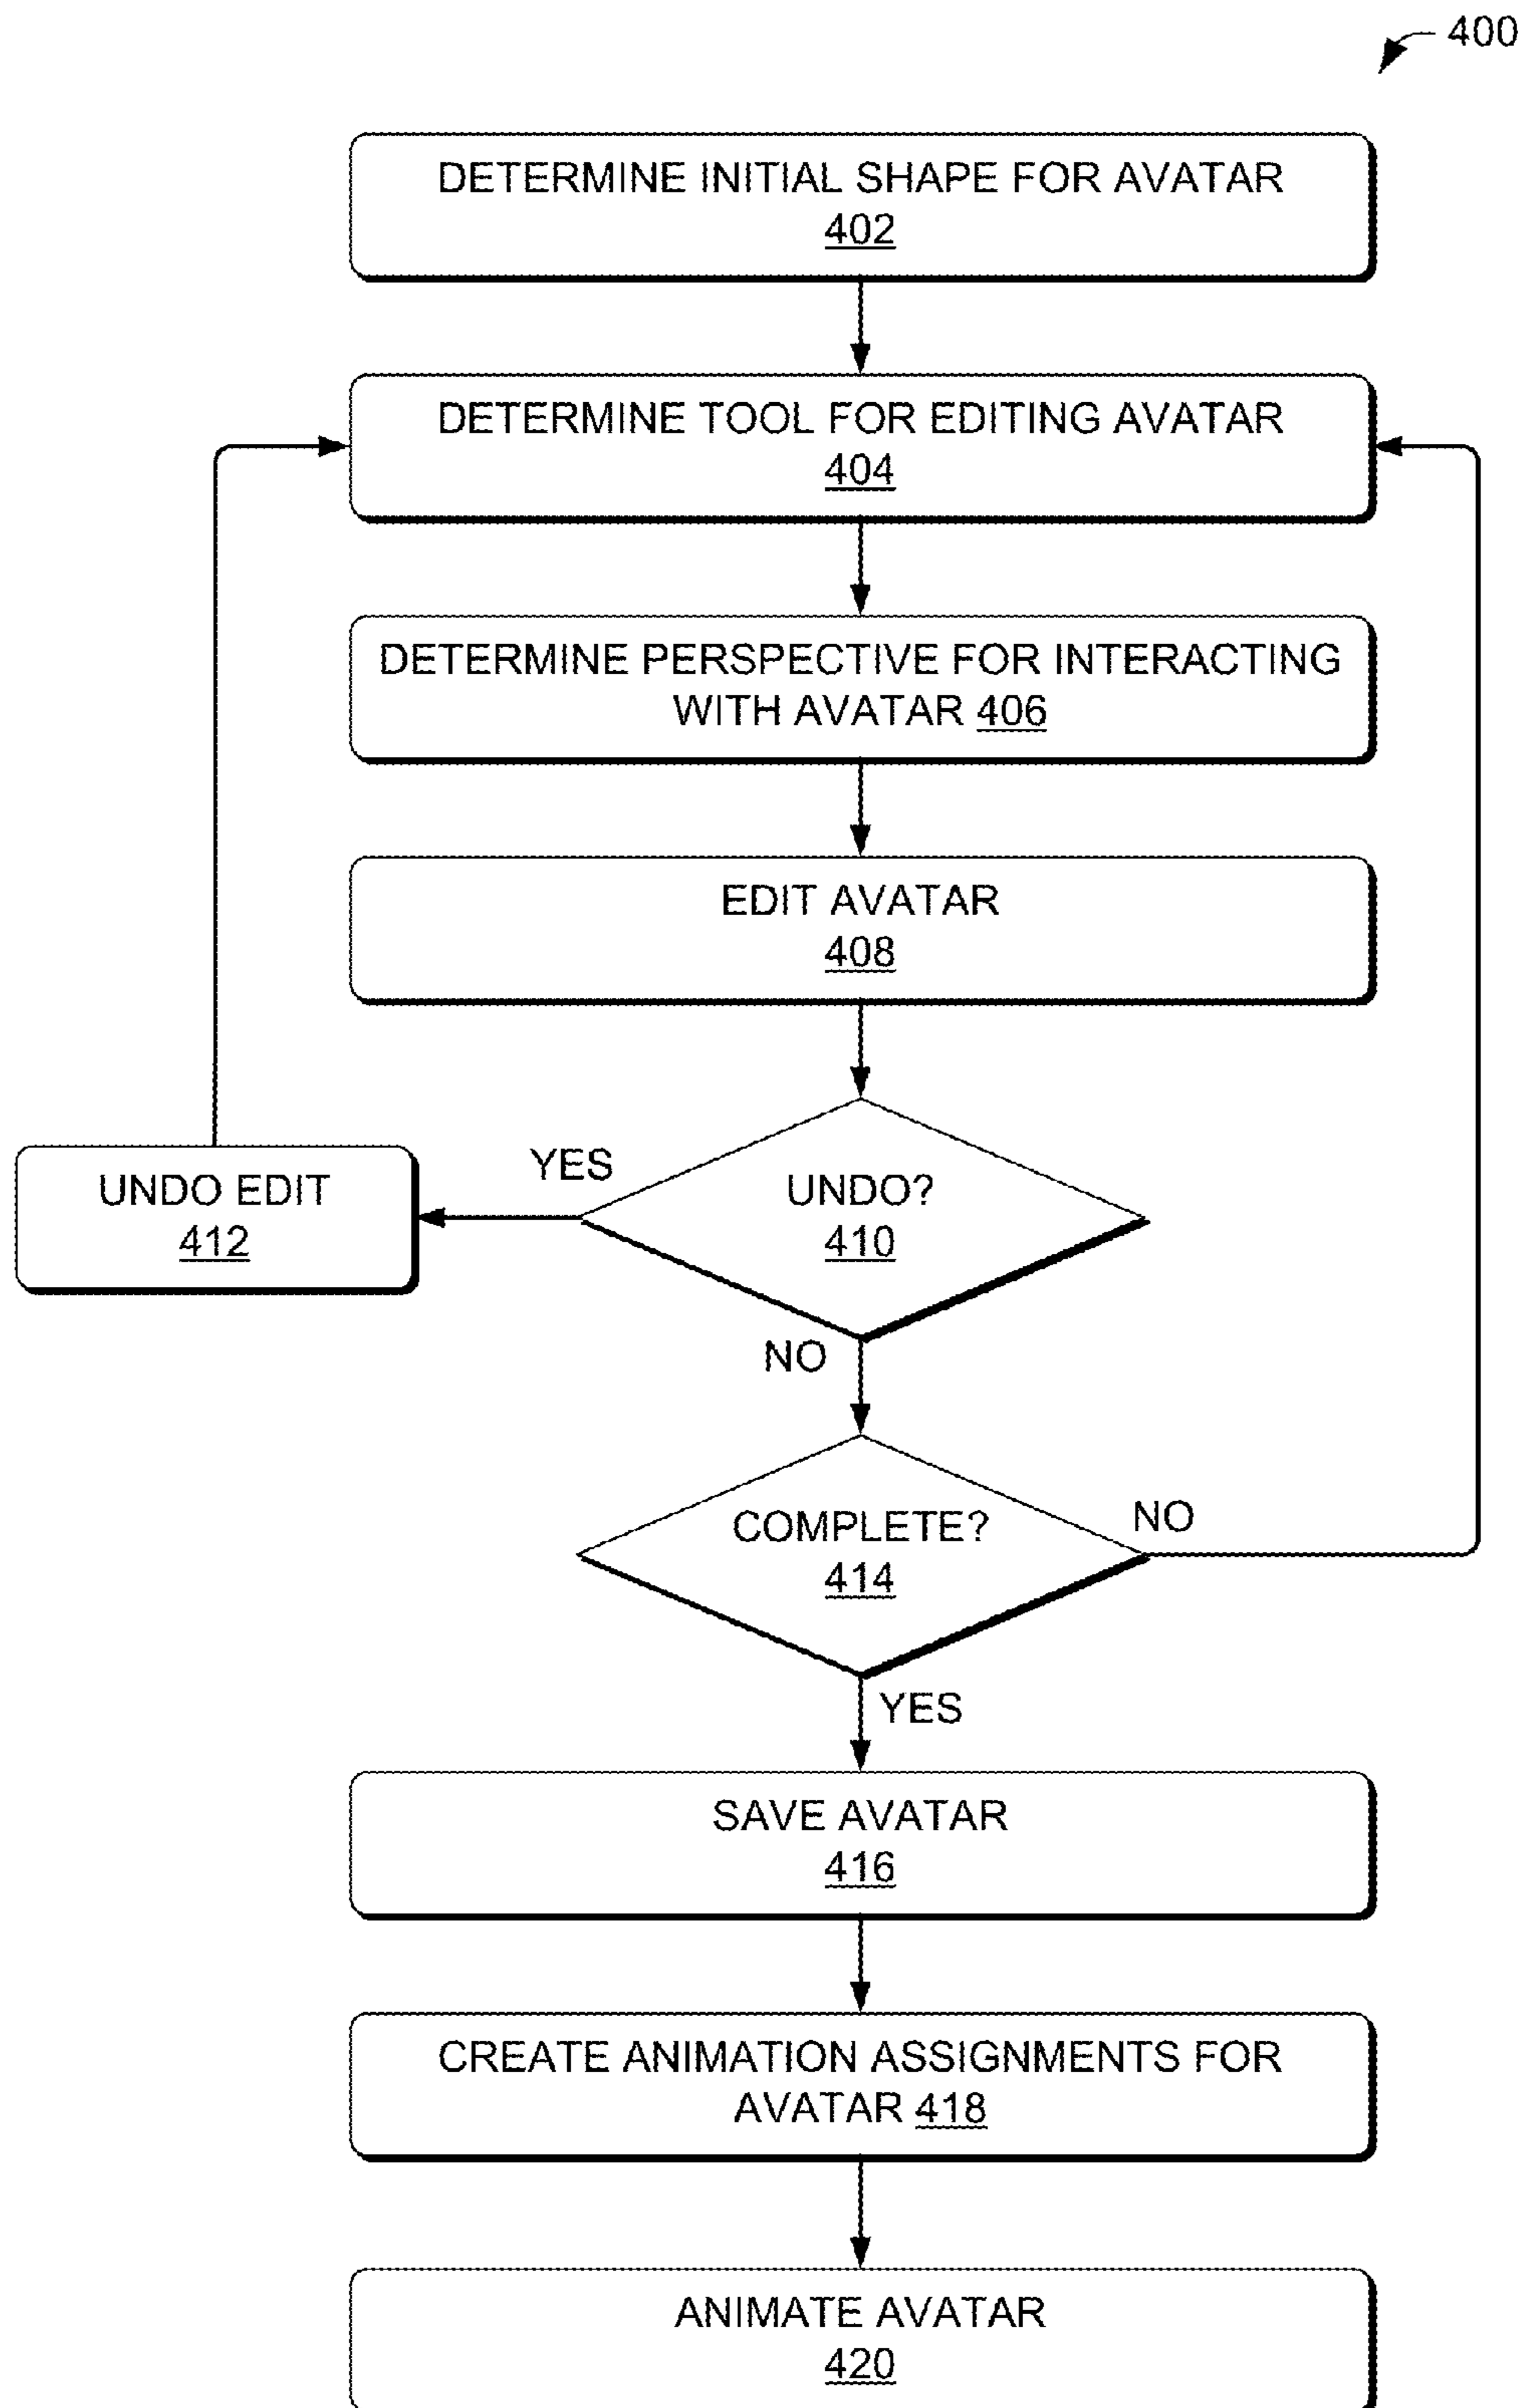 400
DETERMINE INITIAL SHAPE FOR AVATAR
402
DETERMINE TOOL FOR EDITING AVATAR
404
DETERMINE PERSPECTIVE FOR INTERACTING
WITH AVATAR 406
EDIT AVATAR
408
YES
UNDO EDIT
412
UNDO?
410
NO
COMPLETE?
414
NO
YES
SAVE AVATAR
416
CREATE ANIMATION ASSIGNMENTS FOR
AVATAR 418
ANIMATE AVATAR
420